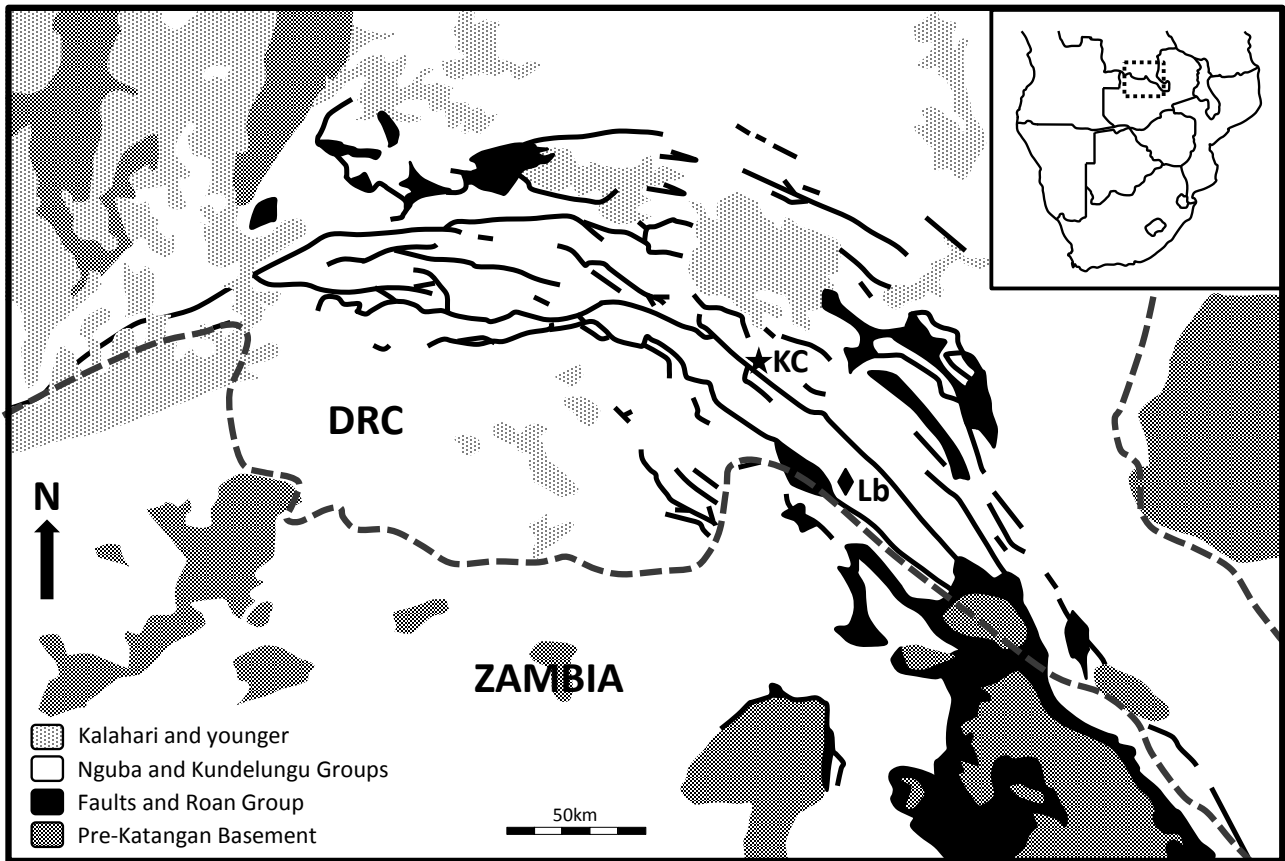 KC
DRC
Lb
N
ZAMBIA
Kalahari and younger
Nguba and Kundelungu Groups
Faults and Roan Group
Pre-Katangan Basement
50km